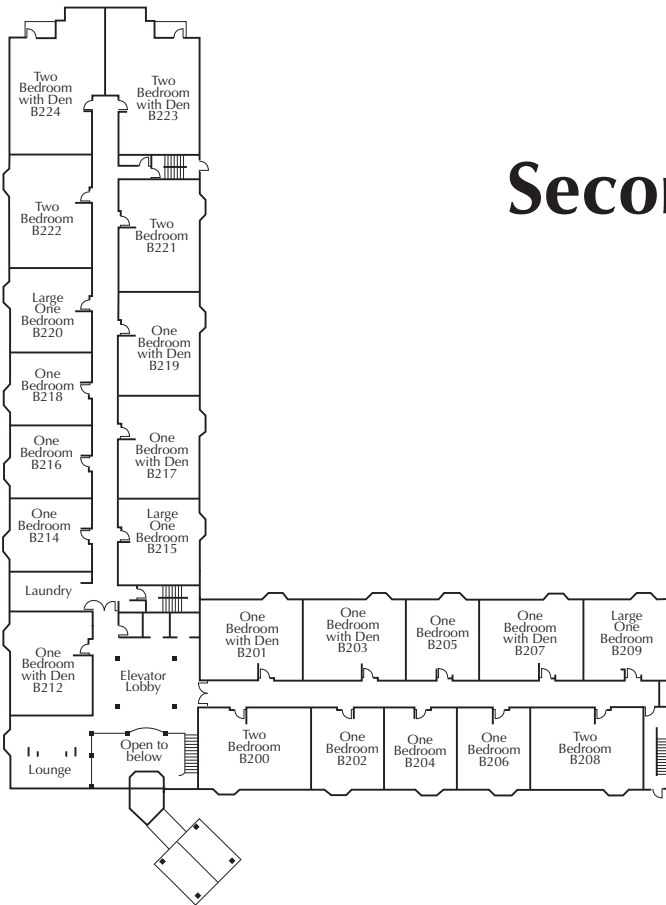 Two
Bedroom
with Den
B224
Two
Bedroom
with Den
B223
Secon
Two
Bedroom
B222
Two
Bedroom
B221
Large
One
Bedroom
B220
One
Bedroom
with Den
B219
One
Bedroom
B218
One
Bedroom
B216
One
Bedroom
with Den
B217
One
Bedroom
B214
Large
One
Bedroom
B215
Laundry
One
Bedroom
with Den
B212
Elevator
Lobby
One
Bedroom
with Den
B201
One
Bedroom
with Den
B203
One
Bedroom
B205
One
Bedroom
with Den
B207
Large
One
Bedroom
B209
Lounge
Open to
below
Two
Bedroom
B200
One
Bedroom
B202
One
Bedroom
B204
One
Bedroom
B206
Two
Bedroom
B208